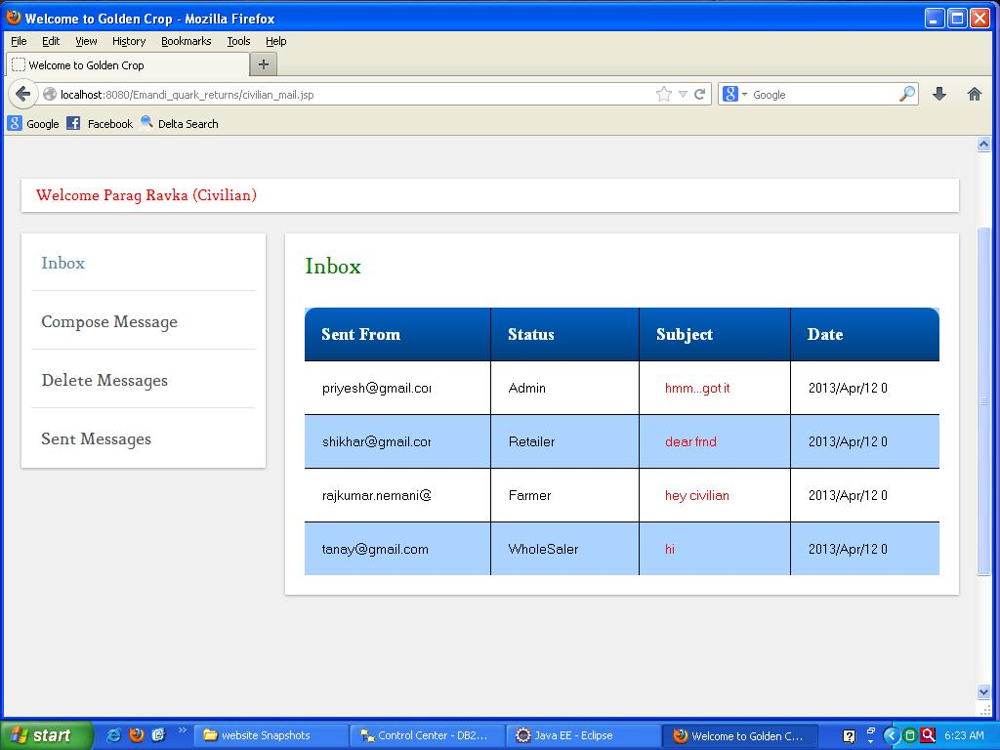 Welcome to Golden Crop - Mozilla Firefox
File Edit View History Bookmarks Tools Help
Welcome to Golden Crop +
localhost:8080/Emandi_quark_returns/civilian_mail.jsp Google
Google Facebook Delta Search
Welcome Parag Ravka (Civilian)
Inbox
Compose Message
Delete Messages
Sent Messages
Inbox
Sent From Status Subject Date
priyesh@gmail.com Admin hmm...got it 2013/Apr/12 0
shikhar@gmail.com Retailer dear frnd 2013/Apr/12 0
rajkumar.nemani@ Farmer hey civilian 2013/Apr/12 0
tanay@gmail.com WholeSaler hi 2013/Apr/12 0
start website Snapshots Control Center - DB2... Java EE - Eclipse Welcome to Golden C... 6:23 AM